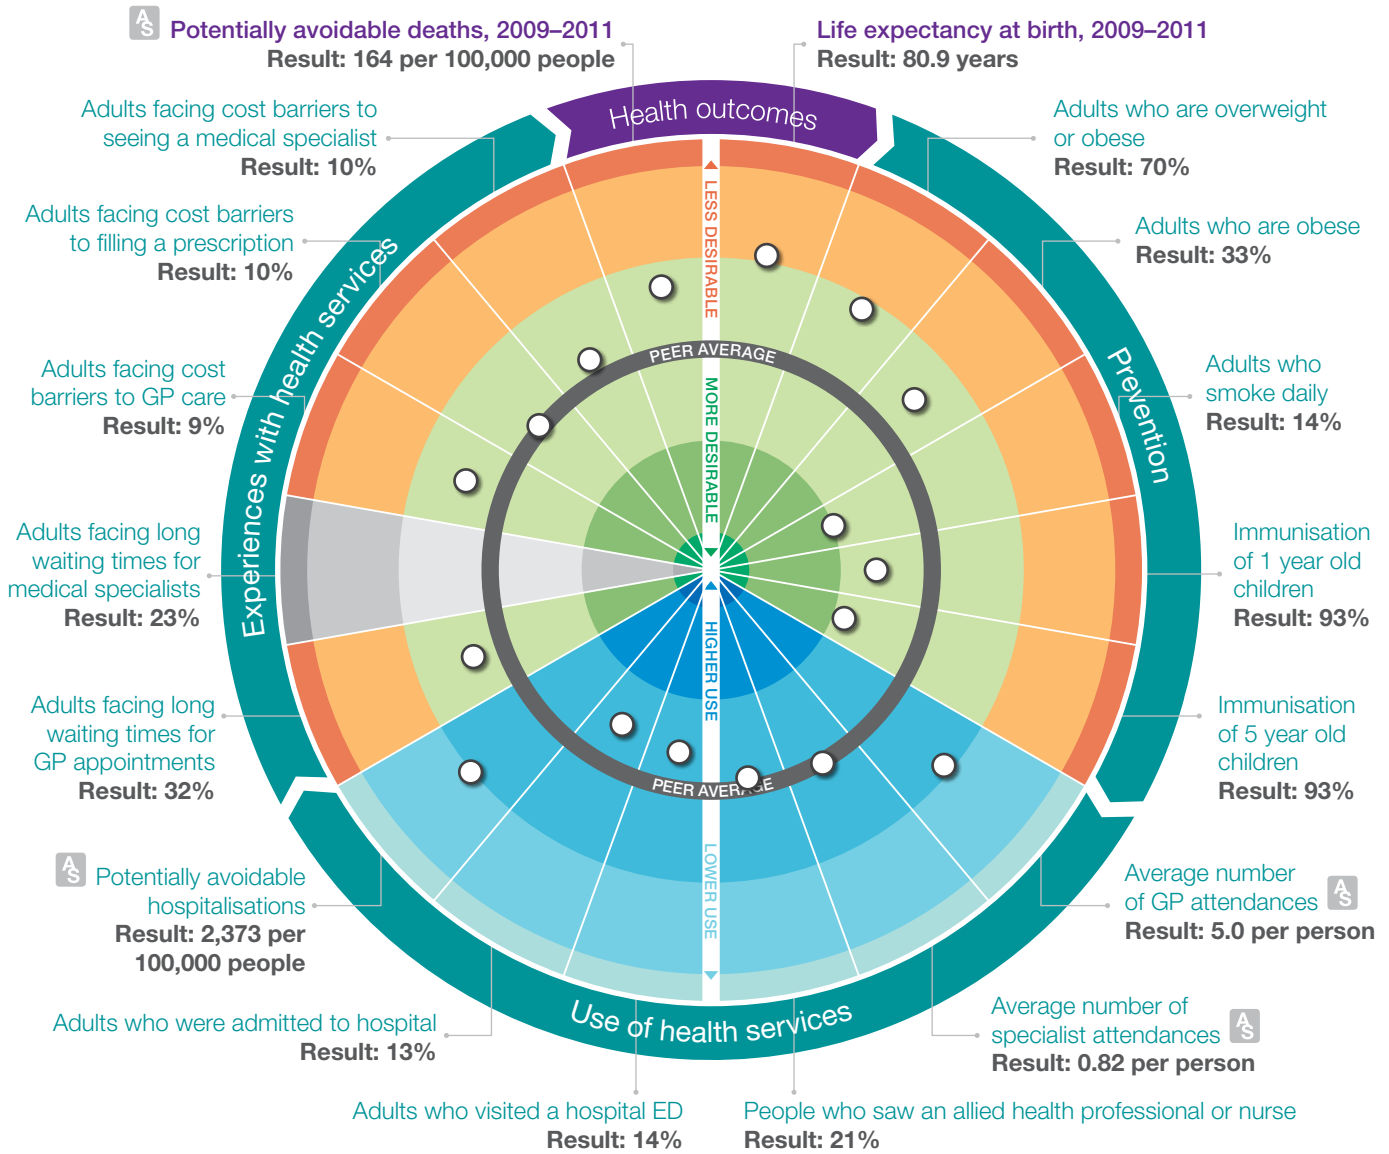 AS
Potentially avoidable deaths, 2009–2011
Result: 164 per 100,000 people
Life expectancy at birth, 2009–2011
Result: 80.9 years
Health outcomes
Adults facing cost barriers to
seeing a medical specialist
Result: 10%
Adults who are overweight
or obese
Result: 70%
Adults facing cost barriers
to filling a prescription
Result: 10%
Adults who are obese
Result: 33%
Adults facing cost
barriers to GP care
Result: 9%
Adults who
smoke daily
Result: 14%
Adults facing long
waiting times for
medical specialists
Result: 23%
Immunisation
of 1 year old
children
Result: 93%
Adults facing long
waiting times for
GP appointments
Result: 32%
Immunisation
of 5 year old
children
Result: 93%
Experiences with health services
Prevention
LESS DESIRABLE
PEER AVERAGE
MORE DESIRABLE
HIGHER USE
PEER AVERAGE
LOWER USE
Use of health services
AS
Potentially avoidable
hospitalisations
Result: 2,373 per
100,000 people
Average number
of GP attendances
AS
Result: 5.0 per person
Adults who were admitted to hospital
Result: 13%
Average number of
specialist attendances
AS
Result: 0.82 per person
Adults who visited a hospital ED
Result: 14%
People who saw an allied health professional or nurse
Result: 21%